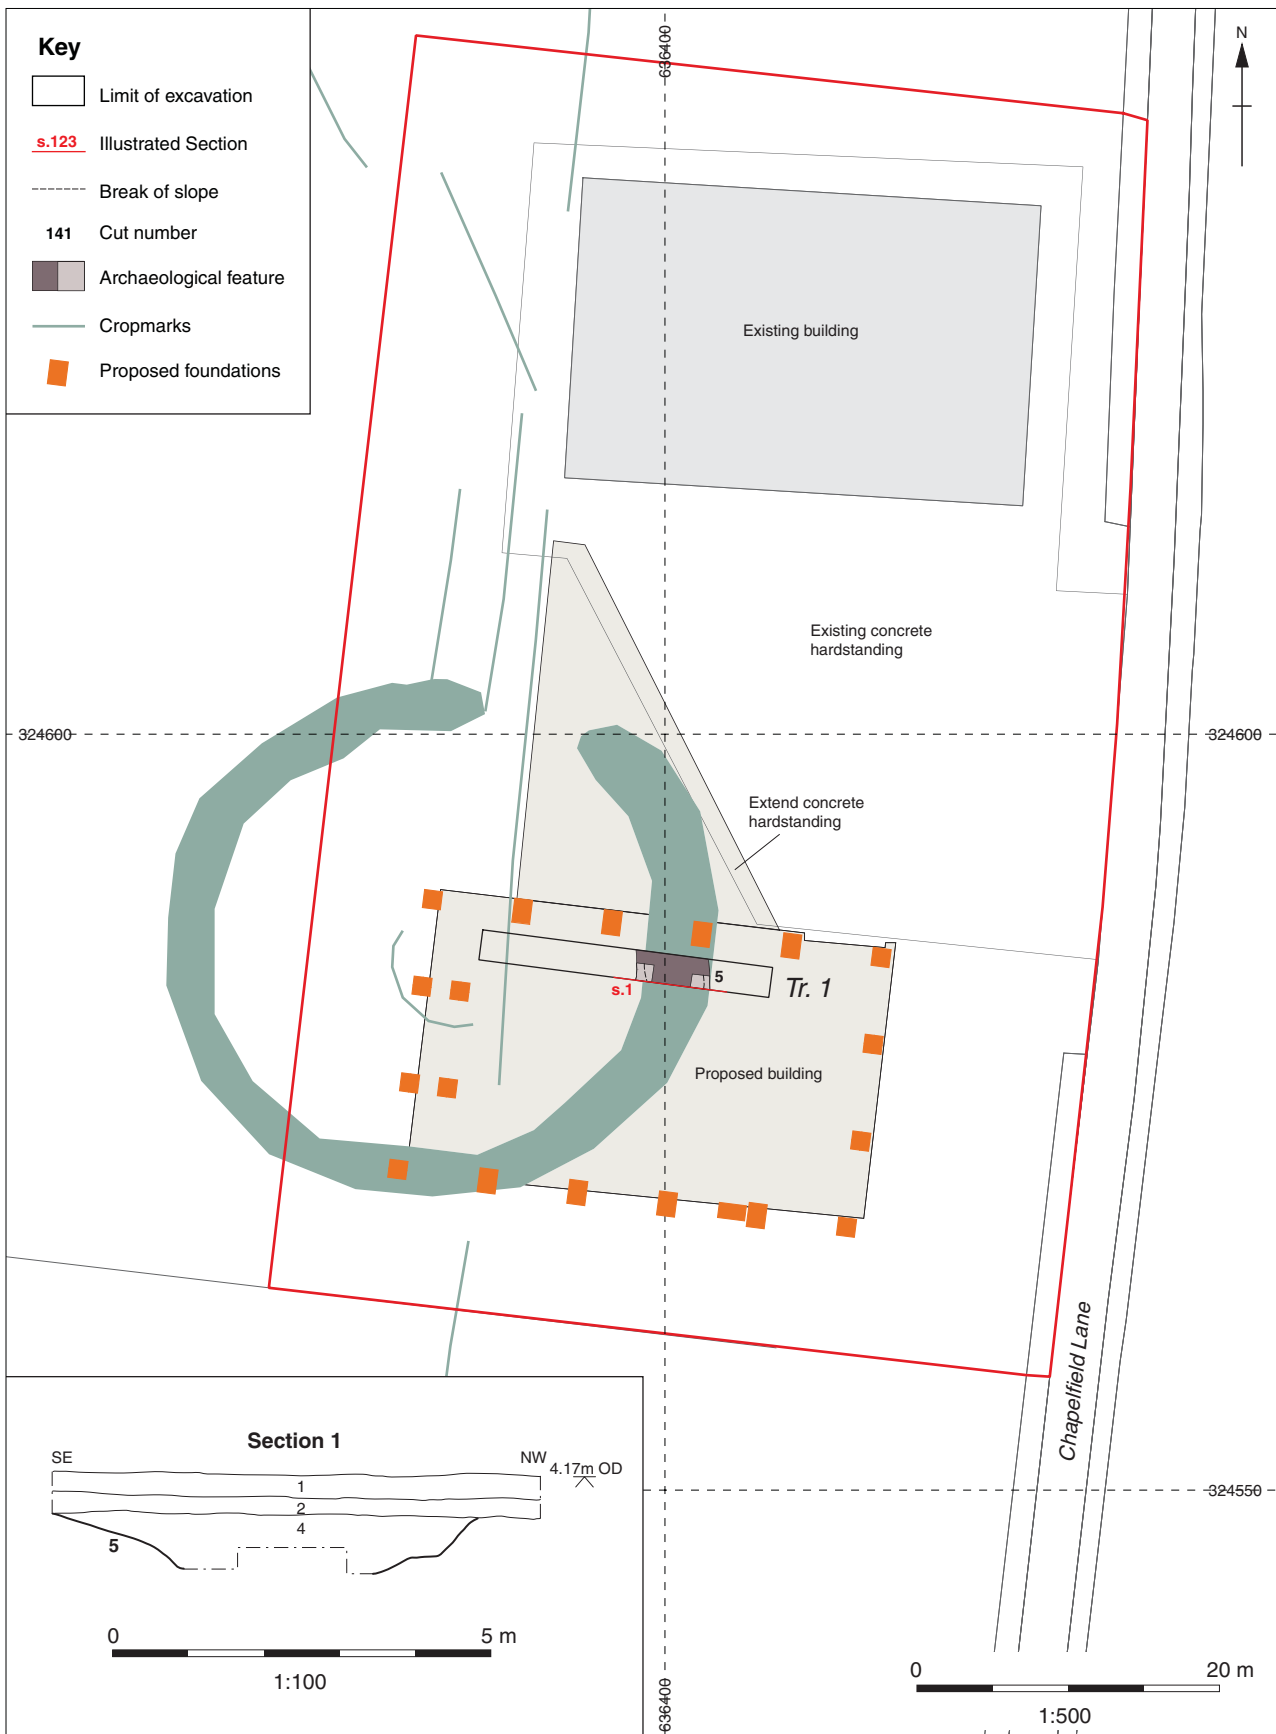 Key
Limit of excavation
s.123 Illustrated Section
Break of slope
141 Cut number
Archaeological feature
Cropmarks
Proposed foundations
636400
N
Existing building
Existing concrete
hardstanding
324600
324600
Extend concrete
hardstanding
s.1
5
Tr. 1
Proposed building
Chapelfield Lane
324550
Section 1
SE
NW
4.17m OD
1
2
4
5
0
5 m
1:100
636400
0
20 m
1:500